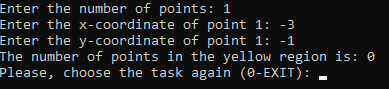 Enter the number of points: 1
Enter the x-coordinate of point 1: -3
Enter the y-coordinate of point 1: -1
The number of points in the yellow region is: 0
Please, choose the task again (0-EXIT):